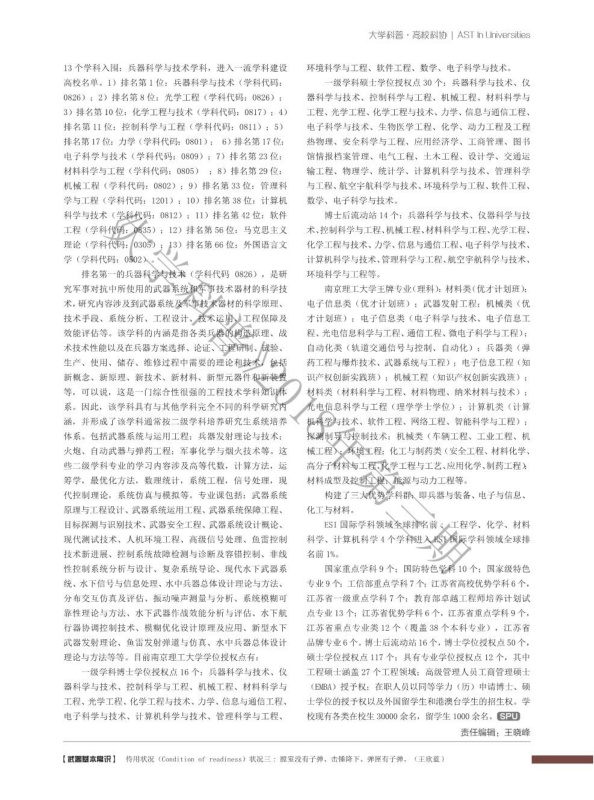 大学科普·高校科协 | AST In Universities
13 个学科入围：兵器科学与技术学科，进入一流学科建设
高校名单。1）排名第 1 位：兵器科学与技术（学科代码：
0826）；2）排名第 8 位：光学工程（学科代码：0826）；
3）排名第 10 位：化学工程与技术（学科代码：0817）；4）
排名第 11 位：控制科学与工程（学科代码：0811）；5）
排名第 17 位：力学（学科代码：0801）； 6）排名第 17 位：
电子科学与技术（学科代码：0809）；7）排名第 23 位：
材料科学与工程（学科代码：0805） ；8）排名第 29 位：
机械工程（学科代码：0802）；9）排名第 33 位：管理科
学与工程（学科代码：1201）；10）排名第 38 位：计算机
科学与技术（学科代码：0812）；11）排名第 42 位：软件
工程（学科代码：0835）；12）排名第 56 位：马克思主义
理论（学科代码：0305）；13）排名第 66 位：外国语言文
学（学科代码：0502）。
排名第一的兵器科学与技术（学科代码 0826），是研
究军事对抗中所使用的武器系统和军事技术器材的科学技
术，研究内容涉及到武器系统及军事技术器材的科学原理、
技术手段、系统分析、工程设计、技术运用、工程保障及
效能评估等。该学科的内涵是指各类兵器的构造原理、战
术技术性能以及在兵器方案选择、论证、工程研制、试验、
生产、使用、储存、维修过程中需要的理论和技术，包括
新概念、新原理、新技术、新材料、新型元器件和新装置
等，可以说，这是一门综合性很强的工程技术学科知识体
系。因此，该学科具有与其他学科完全不同的科学研究内
涵，并形成了该学科通常按二级学科培养研究生系统培养
体系。包括武器系统与运用工程；兵器发射理论与技术；
火炮、自动武器与弹药工程；军事化学与烟火技术等。这
些二级学科专业的学习内容涉及高等代数，计算方法，运
筹学，最优化方法，数理统计，系统工程，信号处理，现
代控制理论，系统仿真与模拟等。专业课包括：武器系统
原理与工程设计、武器系统运用工程、武器系统保障工程、
目标探测与识别技术、武器安全工程、武器系统设计概论、
现代测试技术、人机环境工程、高级信号处理、鱼雷控制
技术新进展、控制系统故障检测与诊断及容错控制、非线
性控制系统分析与设计、复杂系统导论、现代水下武器系
统、水下信号与信息处理、水中兵器总体设计理论与方法、
分布交互仿真及评估、振动噪声测量与分析、系统模糊可
靠性理论与方法、水下武器作战效能分析与评估、水下航
行器协调控制技术、模糊优化设计原理及应用、新型水下
武器发射理论、鱼雷发射弹道与仿真、水中兵器总体设计
理论与方法等等。目前南京理工大学学位授权点有：
一级学科博士学位授权点 16 个：兵器科学与技术、仪
器科学与技术、控制科学与工程、机械工程、材料科学与
工程、光学工程、化学工程与技术、力学、信息与通信工程、
电子科学与技术、计算机科学与技术、管理科学与工程、
环境科学与工程、软件工程、数学、电子科学与技术。
一级学科硕士学位授权点 30 个：兵器科学与技术、仪
器科学与技术、控制科学与工程、机械工程、材料科学与
工程、光学工程、化学工程与技术、力学、信息与通信工程、
电子科学与技术、生物医学工程、化学、动力工程及工程
热物理、安全科学与工程、应用经济学、工商管理、图书
馆情报档案管理、电气工程、土木工程、设计学、交通运
输工程、物理学、统计学、计算机科学与技术、管理科学
与工程、航空宇航科学与技术、环境科学与工程、软件工程、
数学、电子科学与技术。
博士后流动站 14 个：兵器科学与技术、仪器科学与技
术、控制科学与工程、机械工程、材料科学与工程、光学工程、
化学工程与技术、力学、信息与通信工程、电子科学与技术、
计算机科学与技术、管理科学与工程、航空宇航科学与技术、
环境科学与工程等。
南京理工大学王牌专业（理科）：材料类（优才计划班）；
电子信息类（优才计划班）；武器发射工程；机械类（优
才计划班）；电子信息类（电子科学与技术、电子信息工
程、光电信息科学与工程、通信工程、微电子科学与工程）；
自动化类（轨道交通信号与控制、自动化）；兵器类（弹
药工程与爆炸技术、武器系统与工程）；电子信息工程（知
识产权创新实践班）；机械工程（知识产权创新实践班）；
材料类（材料科学与工程、材料物理、纳米材料与技术）；
光电信息科学与工程（理学学士学位）；计算机类（计算
机科学与技术、软件工程、网络工程、智能科学与工程）；
探测制导与控制技术；机械类（车辆工程、工业工程、机
械工程）；环境工程；化工与制药类（安全工程、材料化学、
高分子材料与工程、化学工程与工艺、应用化学、制药工程）；
材料成型及控制工程；能源与动力工程等。
构建了三大优势学科群，即兵器与装备、电子与信息、
化工与材料。
ESI 国际学科领域全球排名前，工程学、化学、材料
科学、计算机科学 4 个学科进入 ESI 国际学科领域全球排
名前 1%。
国家重点学科 9 个；国防特色学科 10 个；国家级特色
专业 9 个；工信部重点学科 7 个；江苏省高校优势学科 6 个，
江苏省一级重点学科 7 个；教育部卓越工程师培养计划试
点专业 13 个；江苏省优势学科 6 个，江苏省重点学科 9 个，
江苏省重点专业类 12 个（覆盖 38 个本科专业），江苏省
品牌专业 6 个。博士后流动站 16 个，博士学位授权点 50 个，
硕士学位授权点 117 个；具有专业学位授权点 12 个，其中
工程硕士涵盖 27 个工程领域；高级管理人员工商管理硕士
（EMBA）授予权；在职人员以同等学力（历）申请博士、硕士
学位的授予权以及外国留学生和港澳台学生的招生权。学
校现有各类在校生 30000 余名，留学生 1000 余名。SPU
责任编辑：王晓峰
【武器基本常识】 待用状况（Condition of readiness）状况三：膛室没有子弹，击锤降下，弹匣有子弹。（王欣蓝）
大学科普》2018年第三期